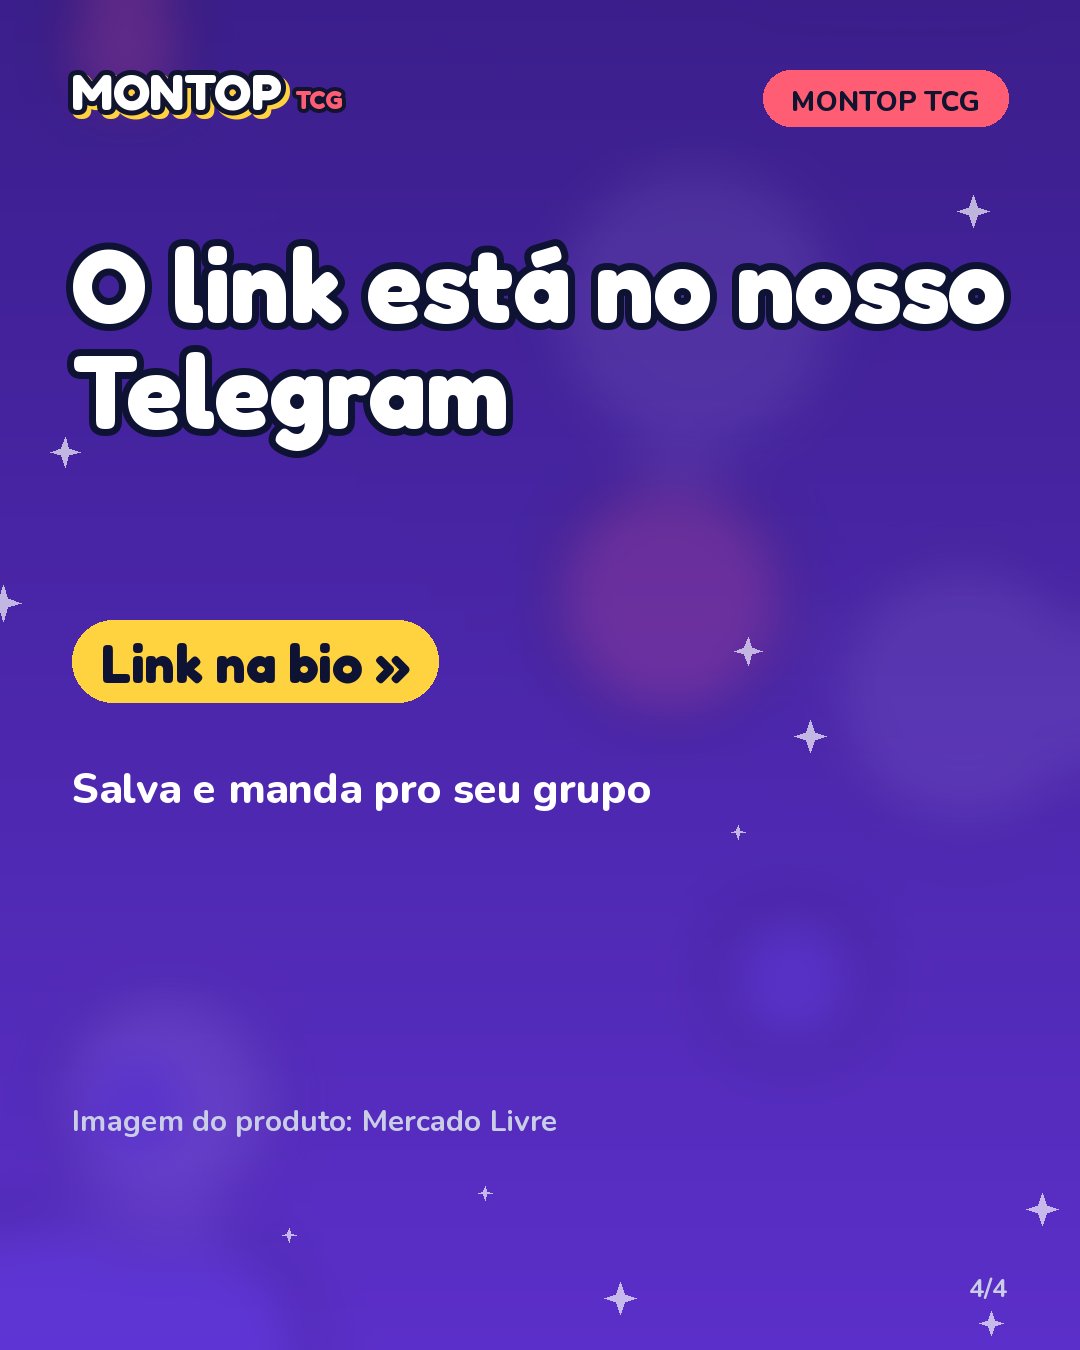 MONTOP TCG
MONTOP TCG
O link está no nosso
Telegram
Link na bio »
Salva e manda pro seu grupo
Imagem do produto: Mercado Livre
4/4